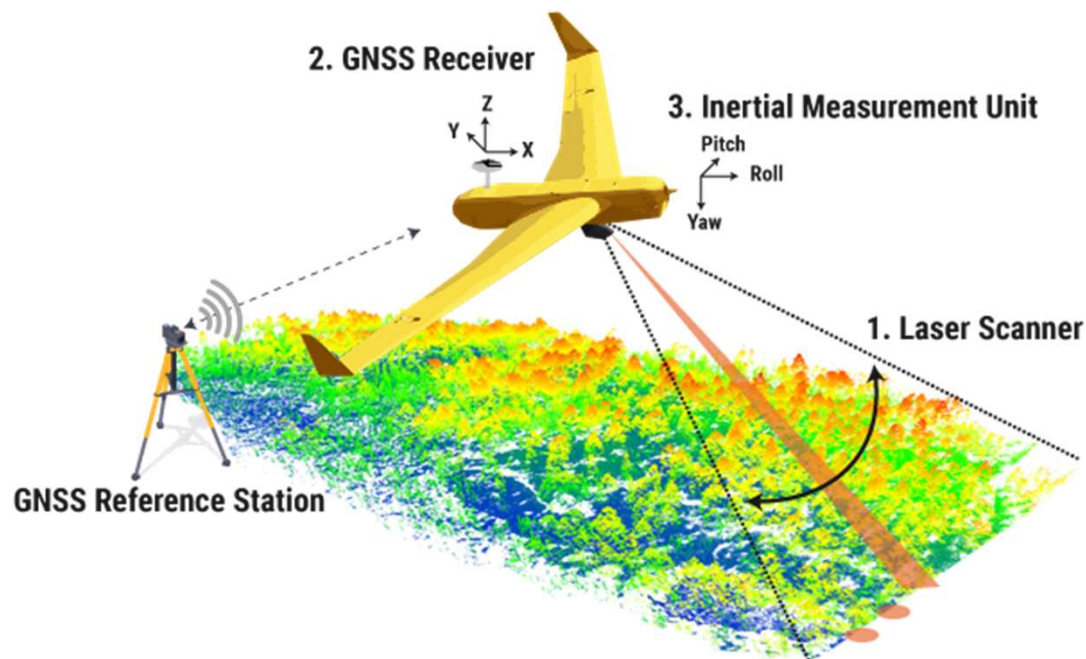 2. GNSS Receiver
Z
Y
X
3. Inertial Measurement Unit
Pitch
Roll
Yaw
1. Laser Scanner
GNSS Reference Station